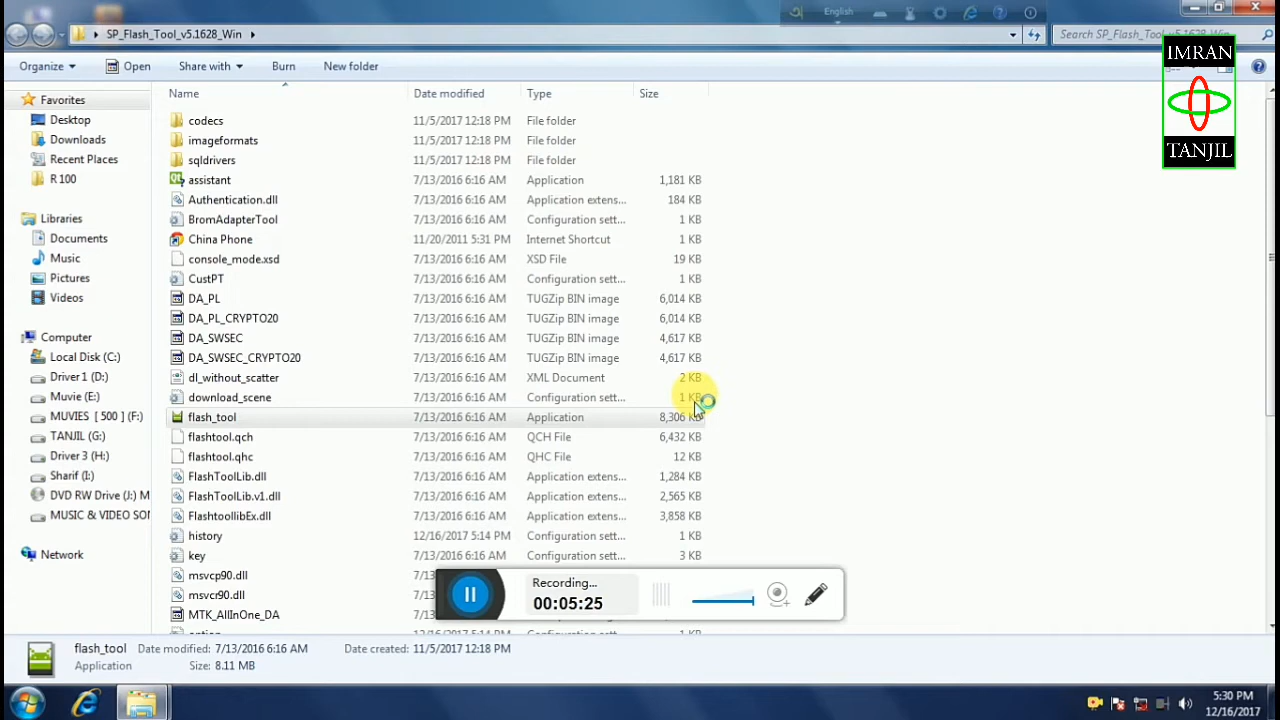 English
SP_Flash_Tool_v5.1628_Win
Search SP_Flash_Tool_v5.1628_Win
IMRAN
TANJIL
Organize Open Share with Burn New folder
Name Date modified Type Size
Favorites
Desktop
Downloads
Recent Places
R 100
Libraries
Documents
Music
Pictures
Videos
Computer
Local Disk (C:)
Driver1 (D:)
Muvie (E:)
MUVIES [ 500 ] (F:)
TANJIL (G:)
Driver 3 (H:)
Sharif (I:)
DVD RW Drive (J:) M
MUSIC & VIDEO SON
Network
codecs 11/5/2017 12:18 PM File folder
imageformats 11/5/2017 12:18 PM File folder
sqldrivers 11/5/2017 12:18 PM File folder
assistant 7/13/2016 6:16 AM Application 1,181 KB
Authentication.dll 7/13/2016 6:16 AM Application extens... 184 KB
BromAdapterTool 7/13/2016 6:16 AM Configuration sett... 1 KB
China Phone 11/20/2011 5:31 PM Internet Shortcut 1 KB
console_mode.xsd 7/13/2016 6:16 AM XSD File 19 KB
CustPT 7/13/2016 6:16 AM Configuration sett... 1 KB
DA_PL 7/13/2016 6:16 AM TUGZip BIN image 6,014 KB
DA_PL_CRYPTO20 7/13/2016 6:16 AM TUGZip BIN image 6,014 KB
DA_SWSEC 7/13/2016 6:16 AM TUGZip BIN image 4,617 KB
DA_SWSEC_CRYPTO20 7/13/2016 6:16 AM TUGZip BIN image 4,617 KB
dl_without_scatter 7/13/2016 6:16 AM XML Document 2 KB
download_scene 7/13/2016 6:16 AM Configuration sett... 1 KB
flash_tool 7/13/2016 6:16 AM Application 8,306 KB
flashtool.qch 7/13/2016 6:16 AM QCH File 6,432 KB
flashtool.qhc 7/13/2016 6:16 AM QHC File 12 KB
FlashToolLib.dll 7/13/2016 6:16 AM Application extens... 1,284 KB
FlashToolLib.v1.dll 7/13/2016 6:16 AM Application extens... 2,565 KB
FlashtoollibEx.dll 7/13/2016 6:16 AM Application extens... 3,858 KB
history 12/16/2017 5:14 PM Configuration sett... 1 KB
key 7/13/2016 6:16 AM Configuration sett... 3 KB
msvcp90.dll
msvcr90.dll
MTK_AllInOne_DA
Recording...
00:05:25
flash_tool Date modified: 7/13/2016 6:16 AM Date created: 11/5/2017 12:18 PM
Application Size: 8.11 MB
5:30 PM
12/16/2017